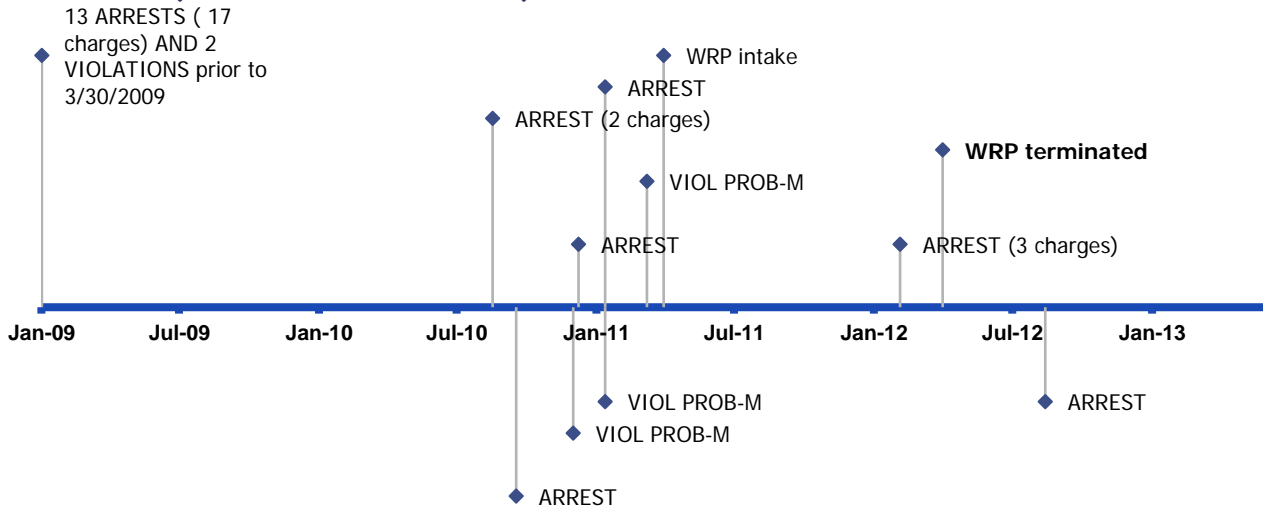 13 ARRESTS ( 17
charges) AND 2
VIOLATIONS prior to
3/30/2009
WRP intake
ARREST
ARREST (2 charges)
WRP terminated
VIOL PROB-M
ARREST
ARREST (3 charges)
Jan-09 Jul-09 Jan-10 Jul-10 Jan-11 Jul-11 Jan-12 Jul-12 Jan-13
VIOL PROB-M
ARREST
VIOL PROB-M
ARREST